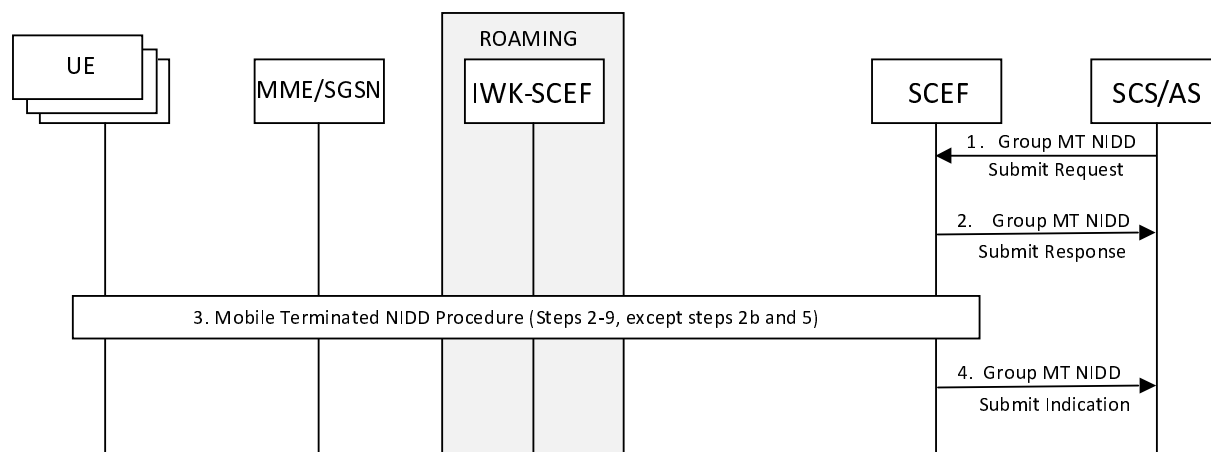 ROAMING
UE
MME/SGSN
IWK-SCEF
SCEF
SCS/AS
1. Group MT NIDD
Submit Request
2. Group MT NIDD
Submit Response
3. Mobile Terminated NIDD Procedure (Steps 2-9, except steps 2b and 5)
4. Group MT NIDD
Submit Indication